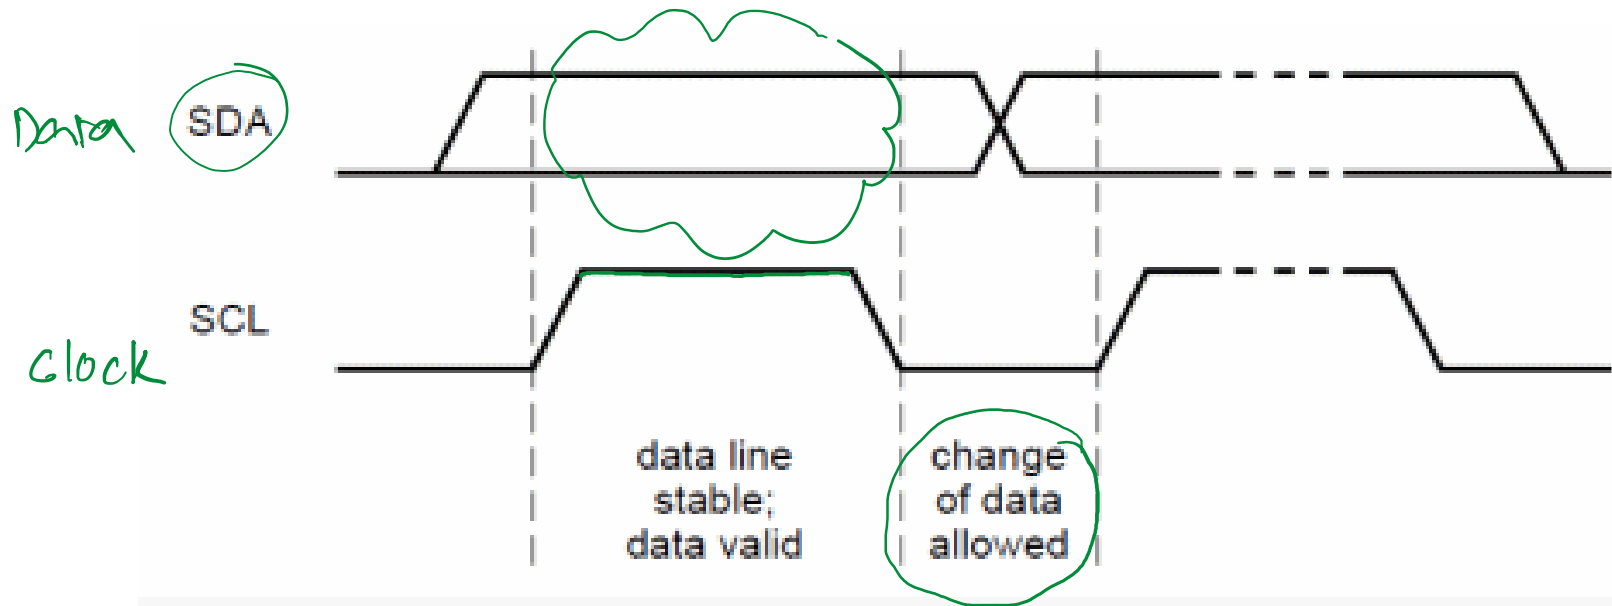 Data SDA
SCL
Clock
data line
stable;
data valid
change
of data
allowed